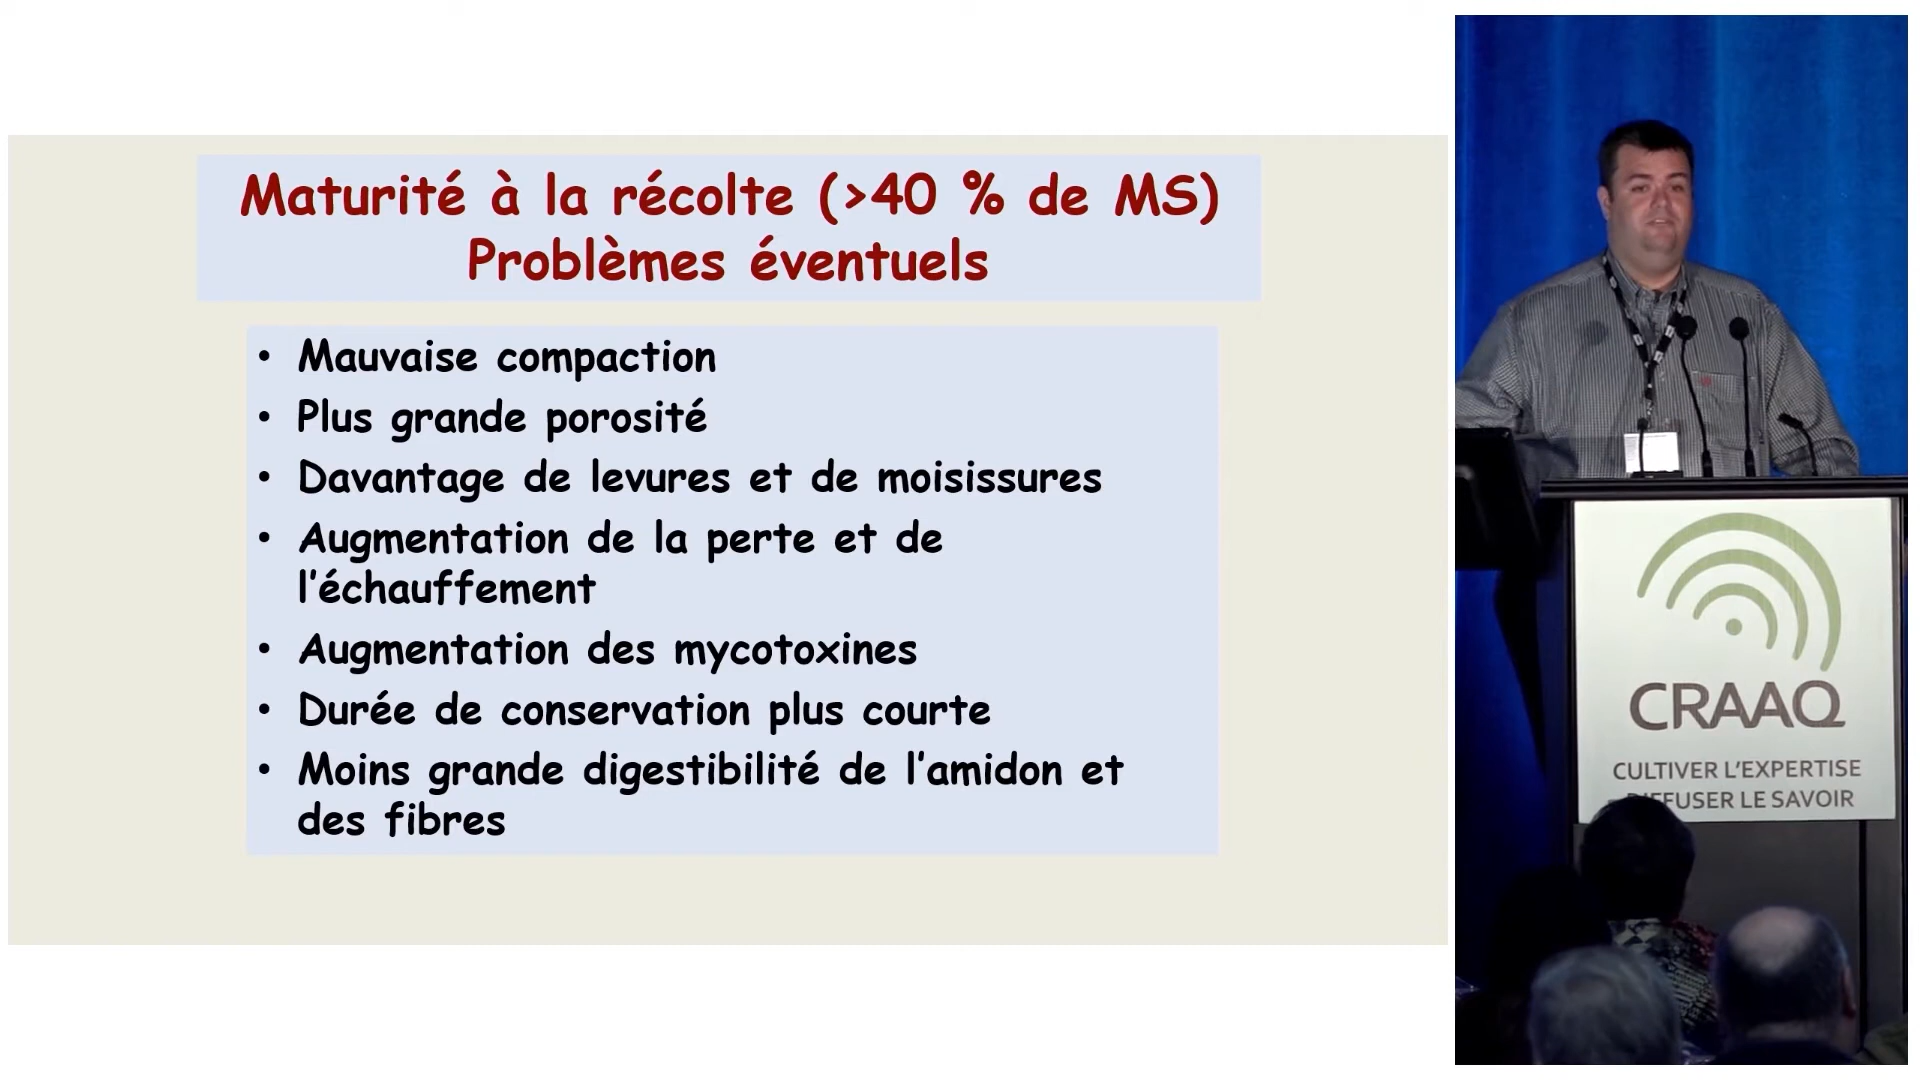 Maturité à la récolte (>40 % de MS)
Problèmes éventuels
• Mauvaise compaction
• Plus grande porosité
• Davantage de levures et de moisissures
• Augmentation de la perte et de
l'échauffement
• Augmentation des mycotoxines
• Durée de conservation plus courte
• Moins grande digestibilité de l'amidon et
des fibres
CRAAQ
CULTIVER L'EXPERTISE
DIFFUSER LE SAVOIR